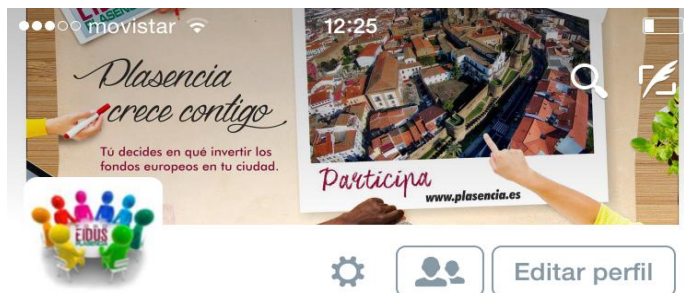 movistar 12:25
Plasencia
crece contigo
Tú decides en qué invertir los
fondos europeos en tu ciudad.
Participa
www.plasencia.es
EIDUS
PLASENCIA
Editar perfil